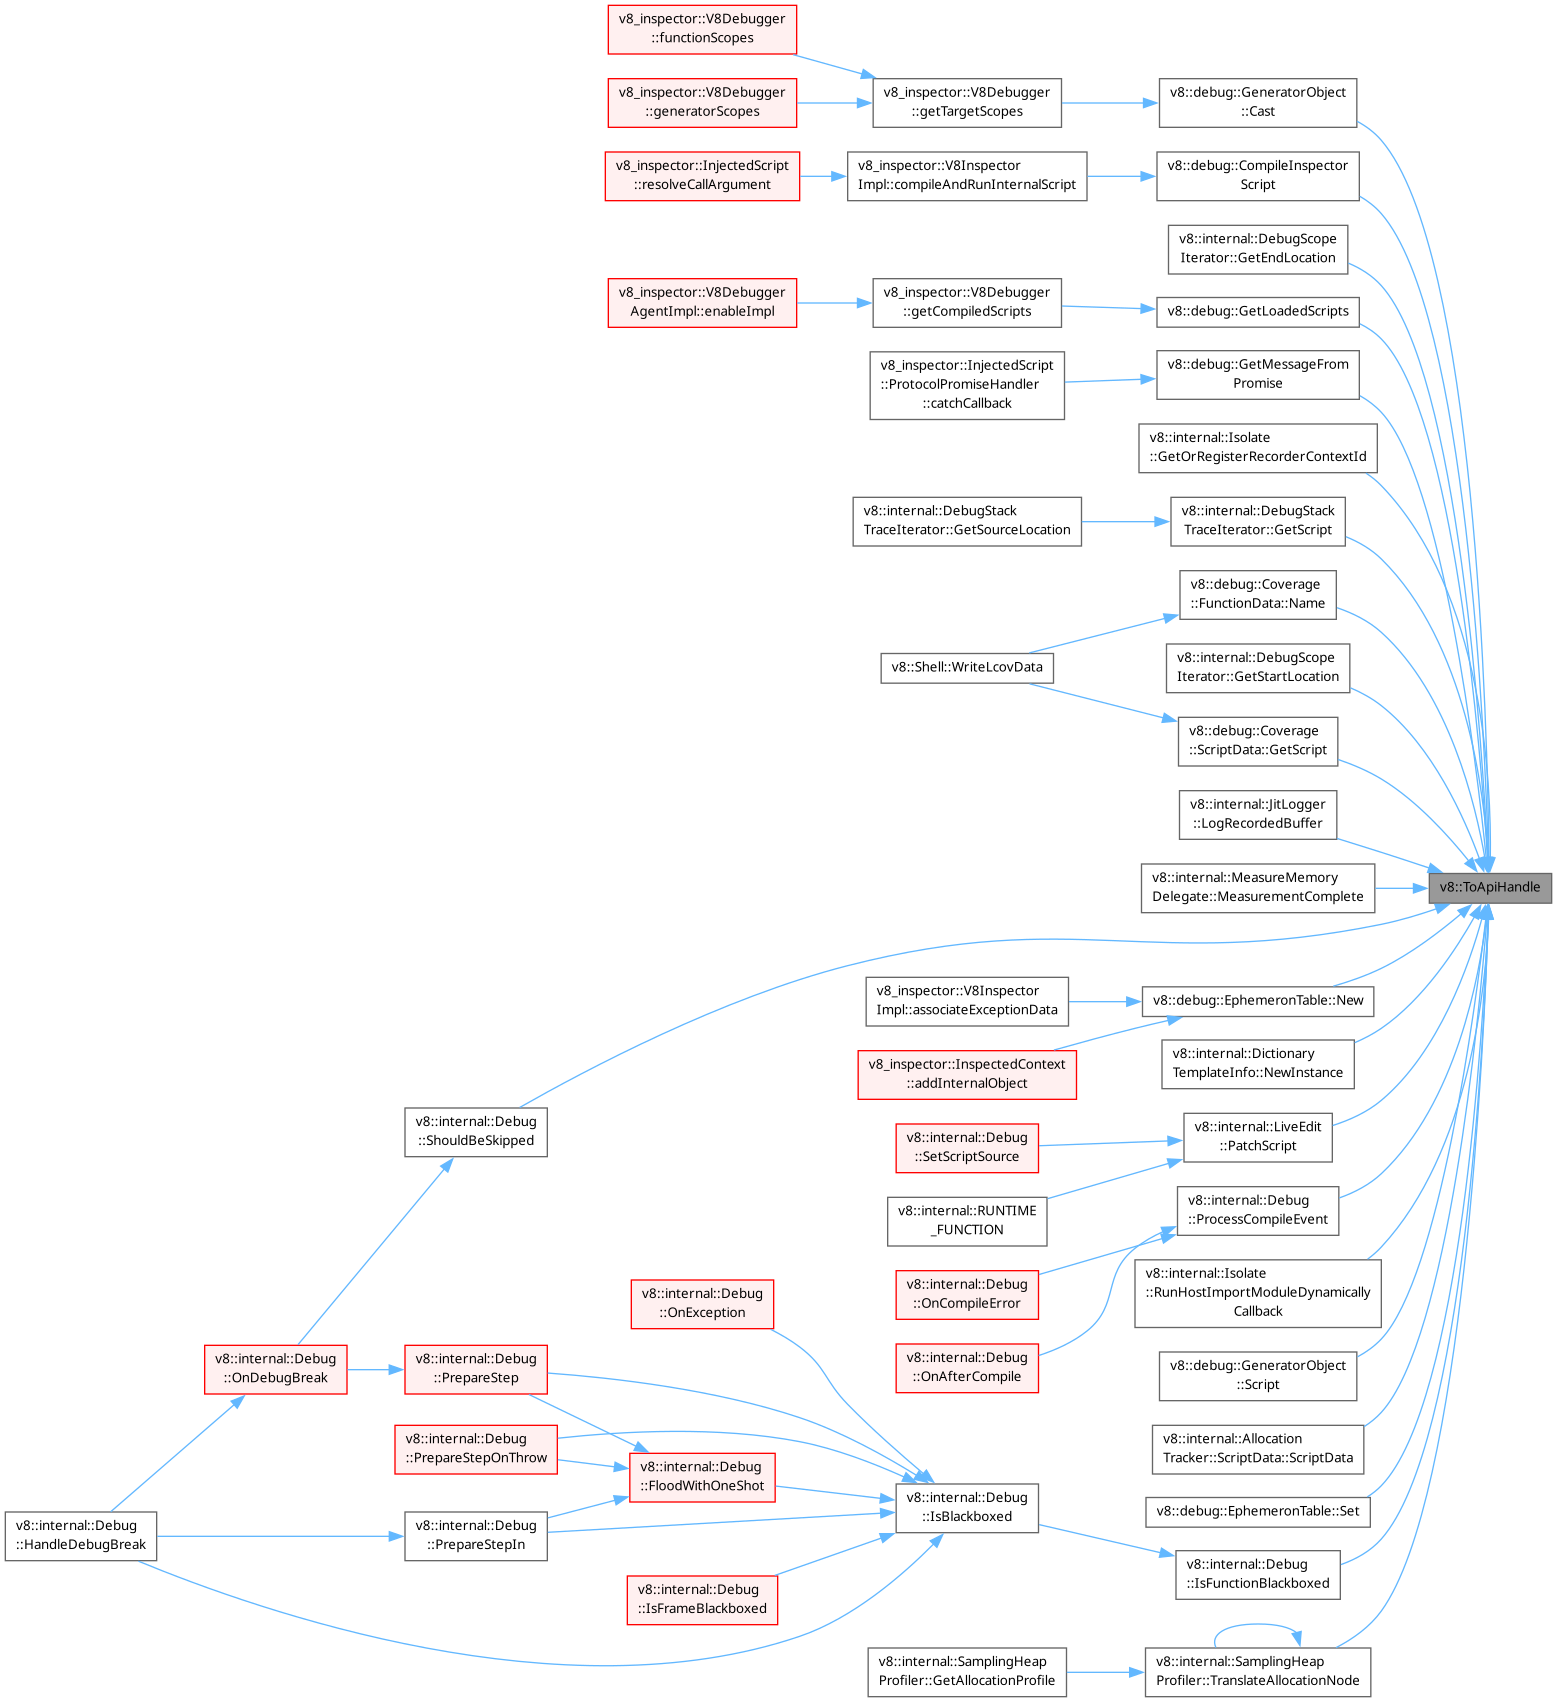 v8_inspector::V8Debugger
::functionScopes
v8_inspector::V8Debugger
::generatorScopes
v8_inspector::V8Debugger
::getTargetScopes
v8::debug::GeneratorObject
::Cast
v8_inspector::InjectedScript
::resolveCallArgument
v8_inspector::V8Inspector
Impl::compileAndRunInternalScript
v8::debug::CompileInspector
Script
v8::internal::DebugScope
Iterator::GetEndLocation
v8_inspector::V8Debugger
AgentImpl::enableImpl
v8_inspector::V8Debugger
::getCompiledScripts
v8::debug::GetLoadedScripts
v8_inspector::InjectedScript
::ProtocolPromiseHandler
::catchCallback
v8::debug::GetMessageFrom
Promise
v8::internal::Isolate
::GetOrRegisterRecorderContextId
v8::internal::DebugStack
TraceIterator::GetSourceLocation
v8::internal::DebugStack
TraceIterator::GetScript
v8::debug::Coverage
::FunctionData::Name
v8::Shell::WriteLcovData
v8::internal::DebugScope
Iterator::GetStartLocation
v8::debug::Coverage
::ScriptData::GetScript
v8::internal::JitLogger
::LogRecordedBuffer
v8::internal::MeasureMemory
Delegate::MeasurementComplete
v8::ToApiHandle
v8_inspector::V8Inspector
Impl::associateExceptionData
v8::debug::EphemeronTable::New
v8_inspector::InspectedContext
::addInternalObject
v8::internal::Dictionary
TemplateInfo::NewInstance
v8::internal::Debug
::ShouldBeSkipped
v8::internal::Debug
::SetScriptSource
v8::internal::LiveEdit
::PatchScript
v8::internal::RUNTIME
_FUNCTION
v8::internal::Debug
::ProcessCompileEvent
v8::internal::Debug
::OnException
v8::internal::Debug
::OnCompileError
v8::internal::Isolate
::RunHostImportModuleDynamically
Callback
v8::internal::Debug
::OnDebugBreak
v8::internal::Debug
::PrepareStep
v8::internal::Debug
::OnAfterCompile
v8::debug::GeneratorObject
::Script
v8::internal::Debug
::PrepareStepOnThrow
v8::internal::Debug
::FloodWithOneShot
v8::internal::Allocation
Tracker::ScriptData::ScriptData
v8::internal::Debug
::HandleDebugBreak
v8::internal::Debug
::PrepareStepIn
v8::internal::Debug
::IsBlackboxed
v8::debug::EphemeronTable::Set
v8::internal::Debug
::IsFrameBlackboxed
v8::internal::Debug
::IsFunctionBlackboxed
v8::internal::SamplingHeap
Profiler::GetAllocationProfile
v8::internal::SamplingHeap
Profiler::TranslateAllocationNode